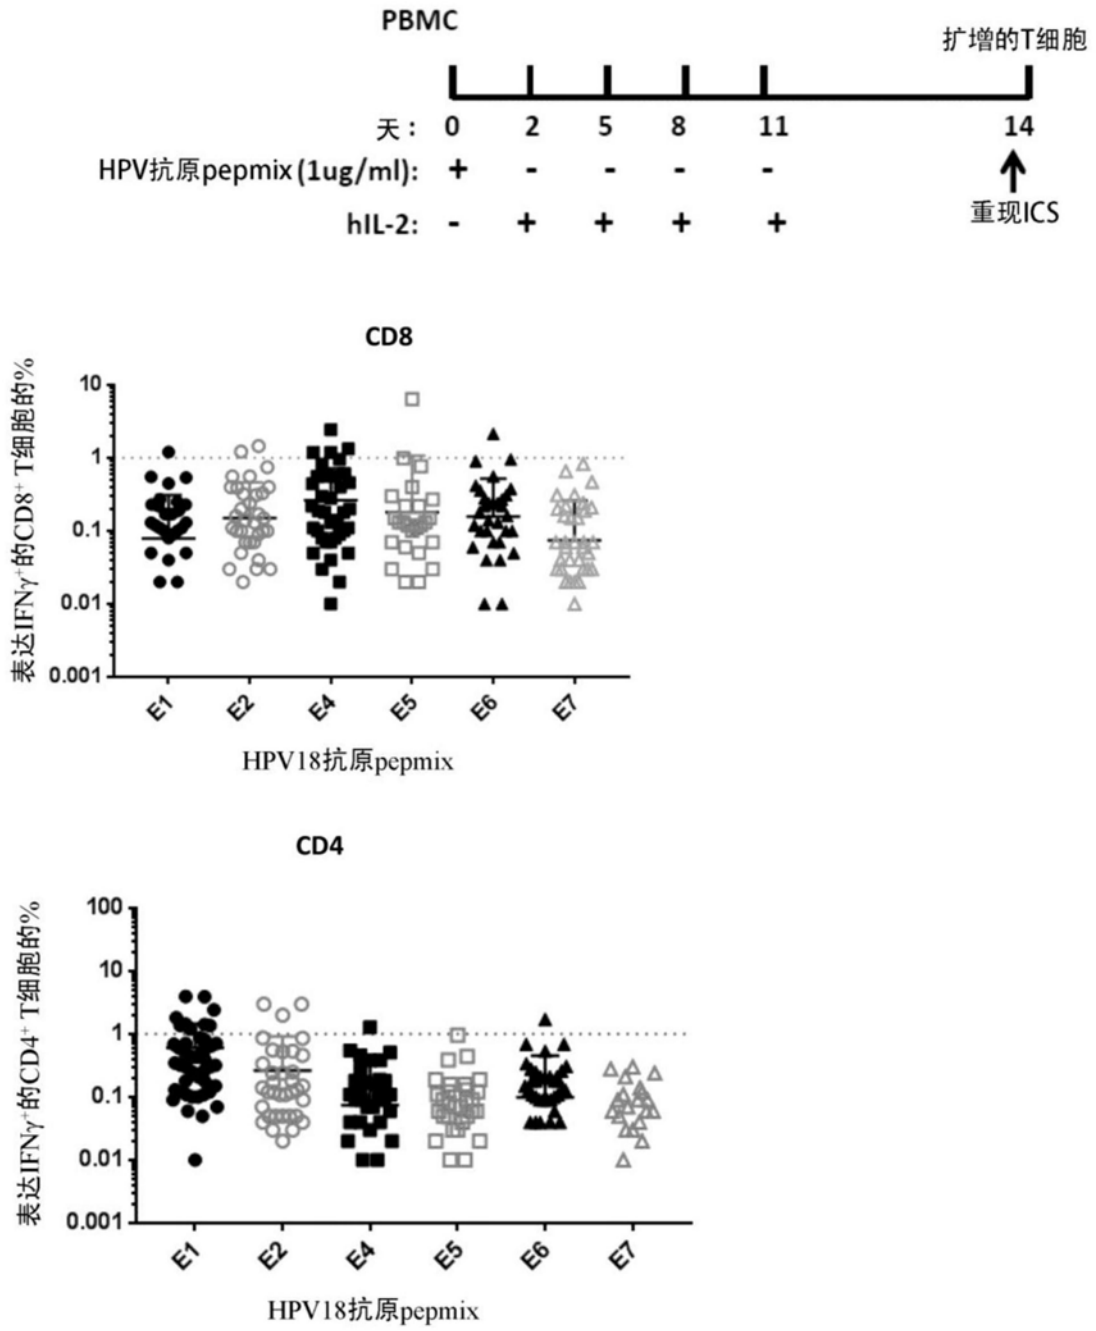 PBMC
扩增的T细胞
天： 0 2 5 8 11 14
HPV抗原pepmix (1ug/ml): + - - - -
hIL-2: - + + + +
重现ICS
CD8
表达IFNγ⁺的CD8⁺ T细胞的%
10
1
0.1
0.01
0.001
E1 E2 E4 E5 E6 E7
HPV18抗原pepmix
CD4
表达IFNγ⁺的CD4⁺ T细胞的%
100
10
1
0.1
0.01
0.001
E1 E2 E4 E5 E6 E7
HPV18抗原pepmix